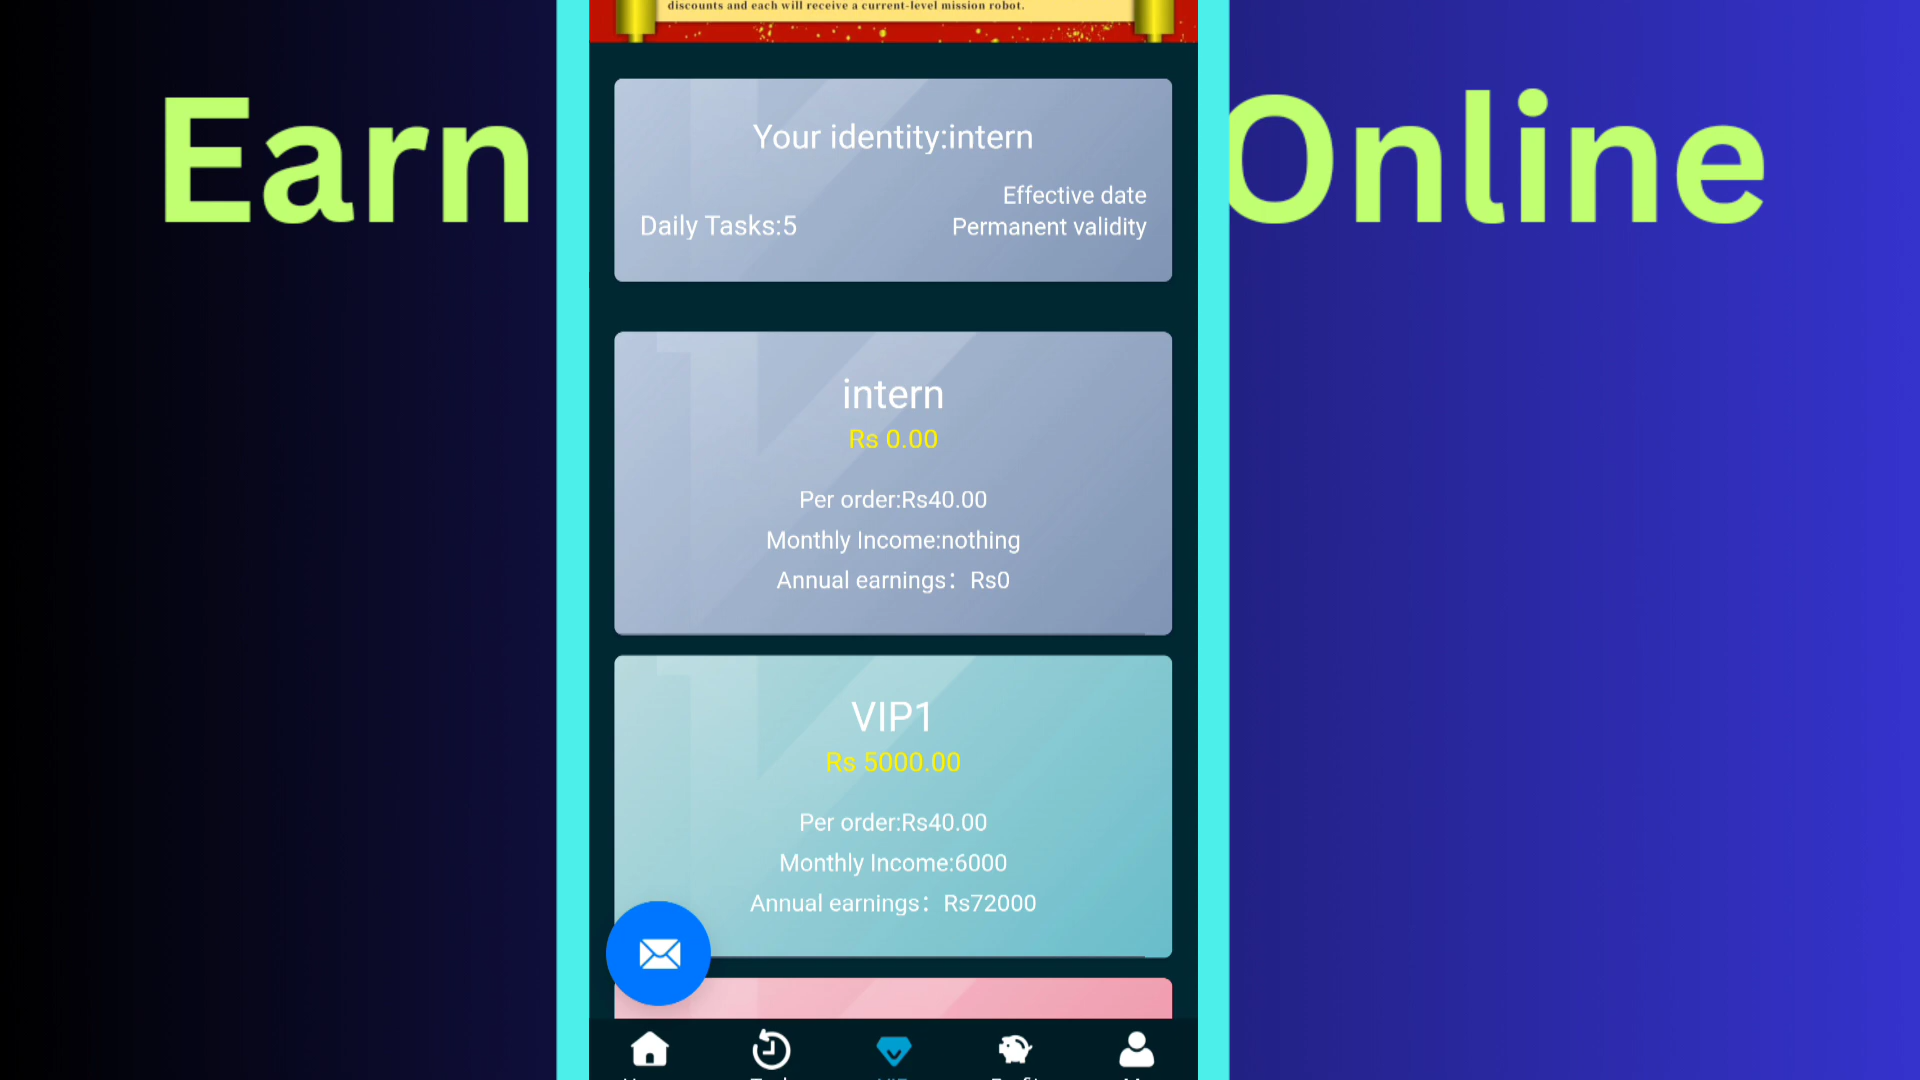 discounts and each will receive a current-level mission robot.
Earn
Online
Your identity:intern
Effective date
Daily Tasks:5
Permanent validity
intern
Rs 0.00
Per order:Rs40.00
Monthly Income:nothing
Annual earnings：Rs0
VIP1
Rs 5000.00
Per order:Rs40.00
Monthly Income:6000
Annual earnings：Rs72000